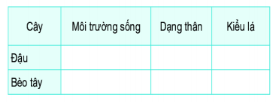 Cây Môi trường sống Dạng thân Kiểu lá
Đậu
Bèo tây